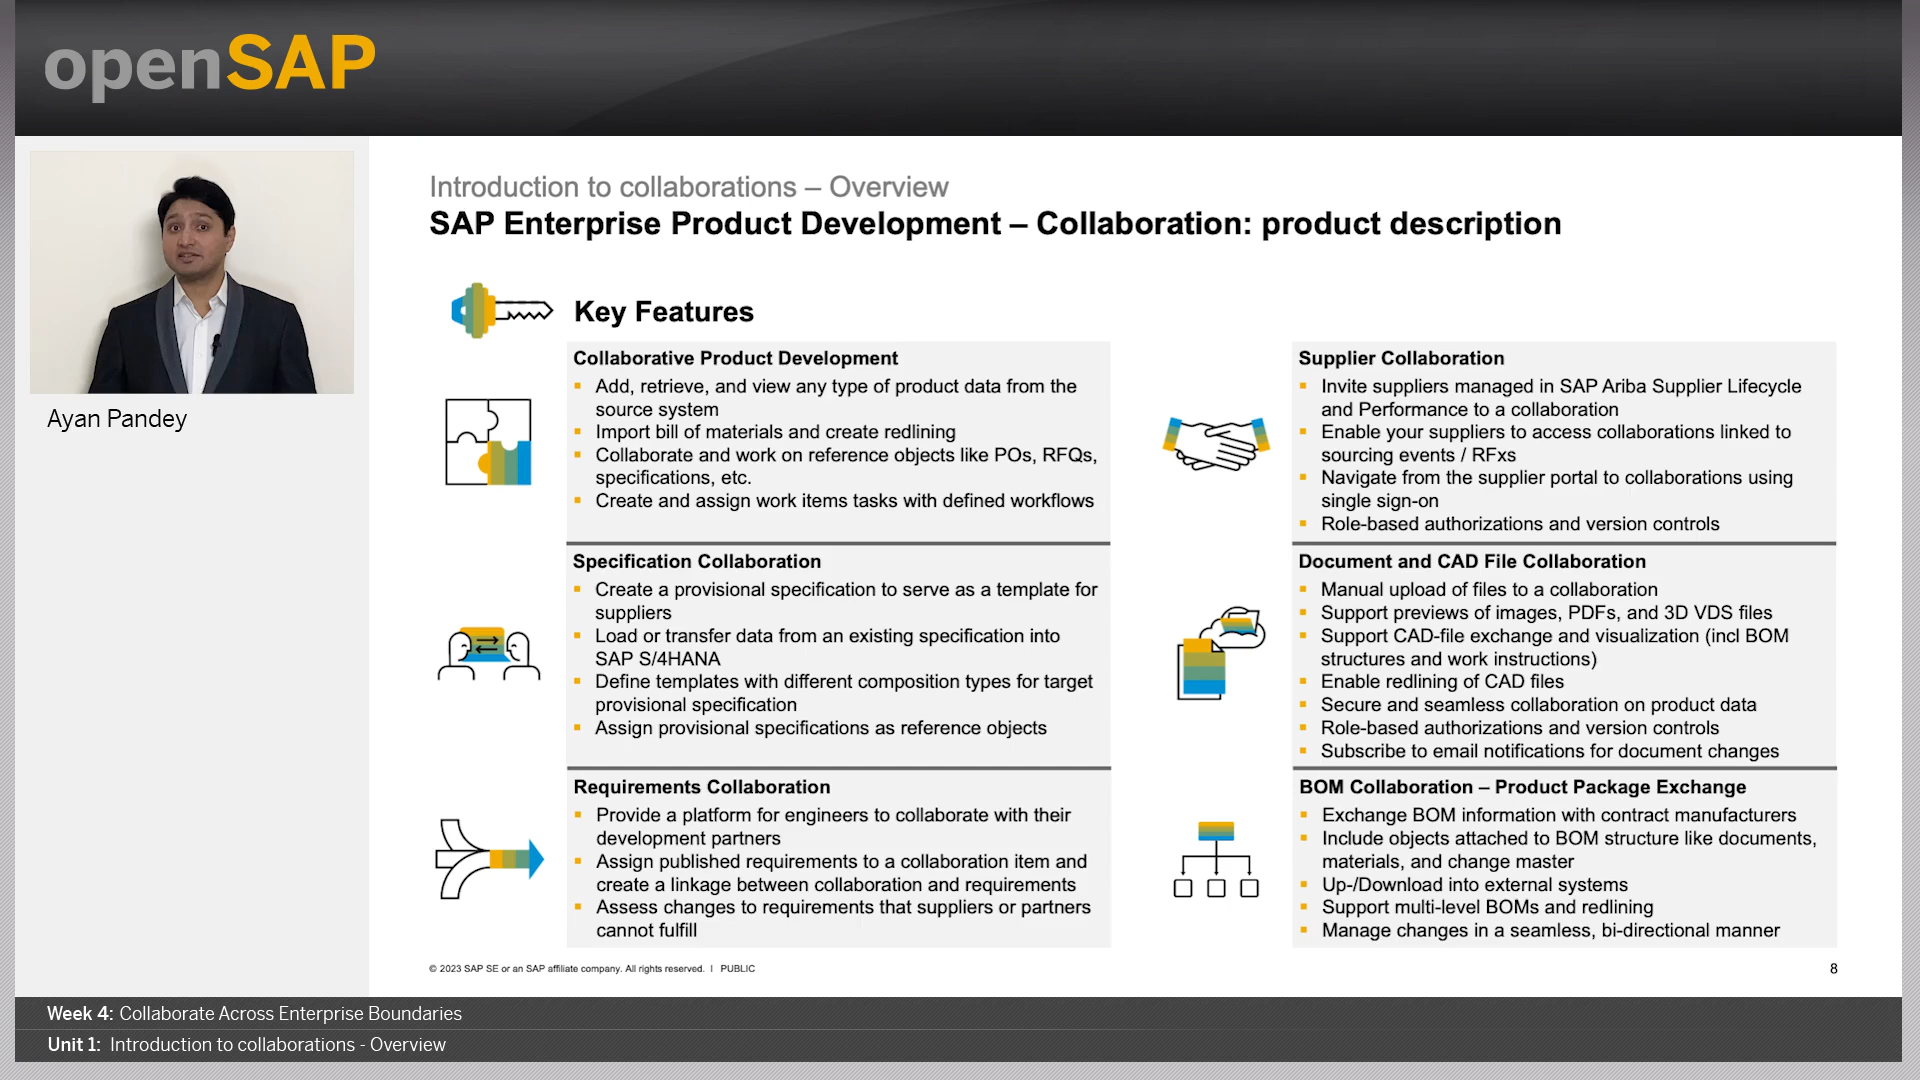 openSAP
Ayan Pandey
Introduction to collaborations – Overview
SAP Enterprise Product Development – Collaboration: product description
Key Features
Collaborative Product Development
Add, retrieve, and view any type of product data from the
source system
Import bill of materials and create redlining
Collaborate and work on reference objects like POs, RFQs,
specifications, etc.
Create and assign work items tasks with defined workflows
Specification Collaboration
Create a provisional specification to serve as a template for
suppliers
Load or transfer data from an existing specification into
SAP S/4HANA
Define templates with different composition types for target
provisional specification
Assign provisional specifications as reference objects
Requirements Collaboration
Provide a platform for engineers to collaborate with their
development partners
Assign published requirements to a collaboration item and
create a linkage between collaboration and requirements
Assess changes to requirements that suppliers or partners
cannot fulfill
Supplier Collaboration
Invite suppliers managed in SAP Ariba Supplier Lifecycle
and Performance to a collaboration
Enable your suppliers to access collaborations linked to
sourcing events / RFxs
Navigate from the supplier portal to collaborations using
single sign-on
Role-based authorizations and version controls
Document and CAD File Collaboration
Manual upload of files to a collaboration
Support previews of images, PDFs, and 3D VDS files
Support CAD-file exchange and visualization (incl BOM
structures and work instructions)
Enable redlining of CAD files
Secure and seamless collaboration on product data
Role-based authorizations and version controls
Subscribe to email notifications for document changes
BOM Collaboration – Product Package Exchange
Exchange BOM information with contract manufacturers
Include objects attached to BOM structure like documents,
materials, and change master
Up-/Download into external systems
Support multi-level BOMs and redlining
Manage changes in a seamless, bi-directional manner
© 2023 SAP SE or an SAP affiliate company. All rights reserved. I PUBLIC
8
Week 4: Collaborate Across Enterprise Boundaries
Unit 1: Introduction to collaborations - Overview